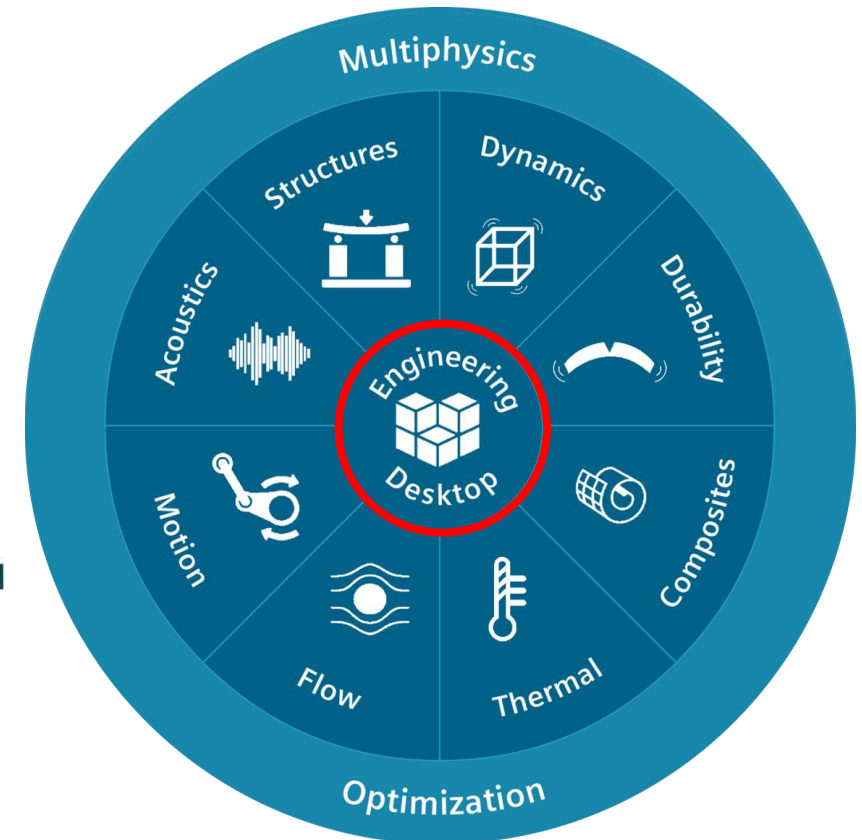 Multiphysics
Structures
Dynamics
Acoustics
Durability
Engineering
Desktop
Motion
Composites
Flow
Thermal
Optimization